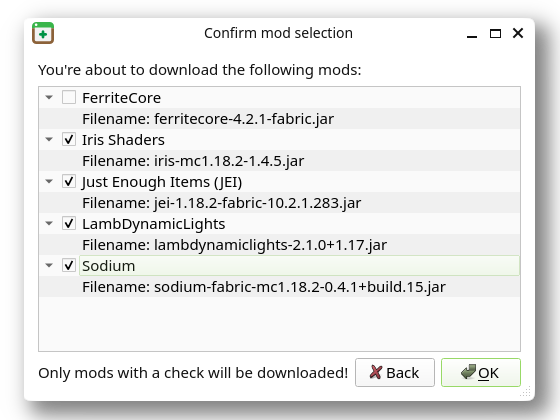 Confirm mod selection
You're about to download the following mods:
FerriteCore
Filename: ferritecore-4.2.1-fabric.jar
Iris Shaders
Filename: iris-mc1.18.2-1.4.5.jar
Just Enough Items (JEI)
Filename: jei-1.18.2-fabric-10.2.1.283.jar
LambDynamicLights
Filename: lambdynamiclights-2.1.0+1.17.jar
Sodium
Filename: sodium-fabric-mc1.18.2-0.4.1+build.15.jar
Only mods with a check will be downloaded! Back OK